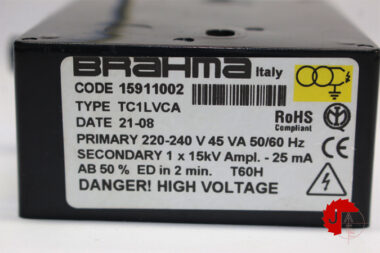 BRAHMA Italy
CODE 15911002
TYPE TC1LVCA
DATE 21-08
RoHS
Compliant
PRIMARY 220-240 V 45 VA 50/60 Hz
SECONDARY 1 x 15kV Ampl. - 25 mA
AB 50 % ED in 2 min. T60H
DANGER! HIGH VOLTAGE